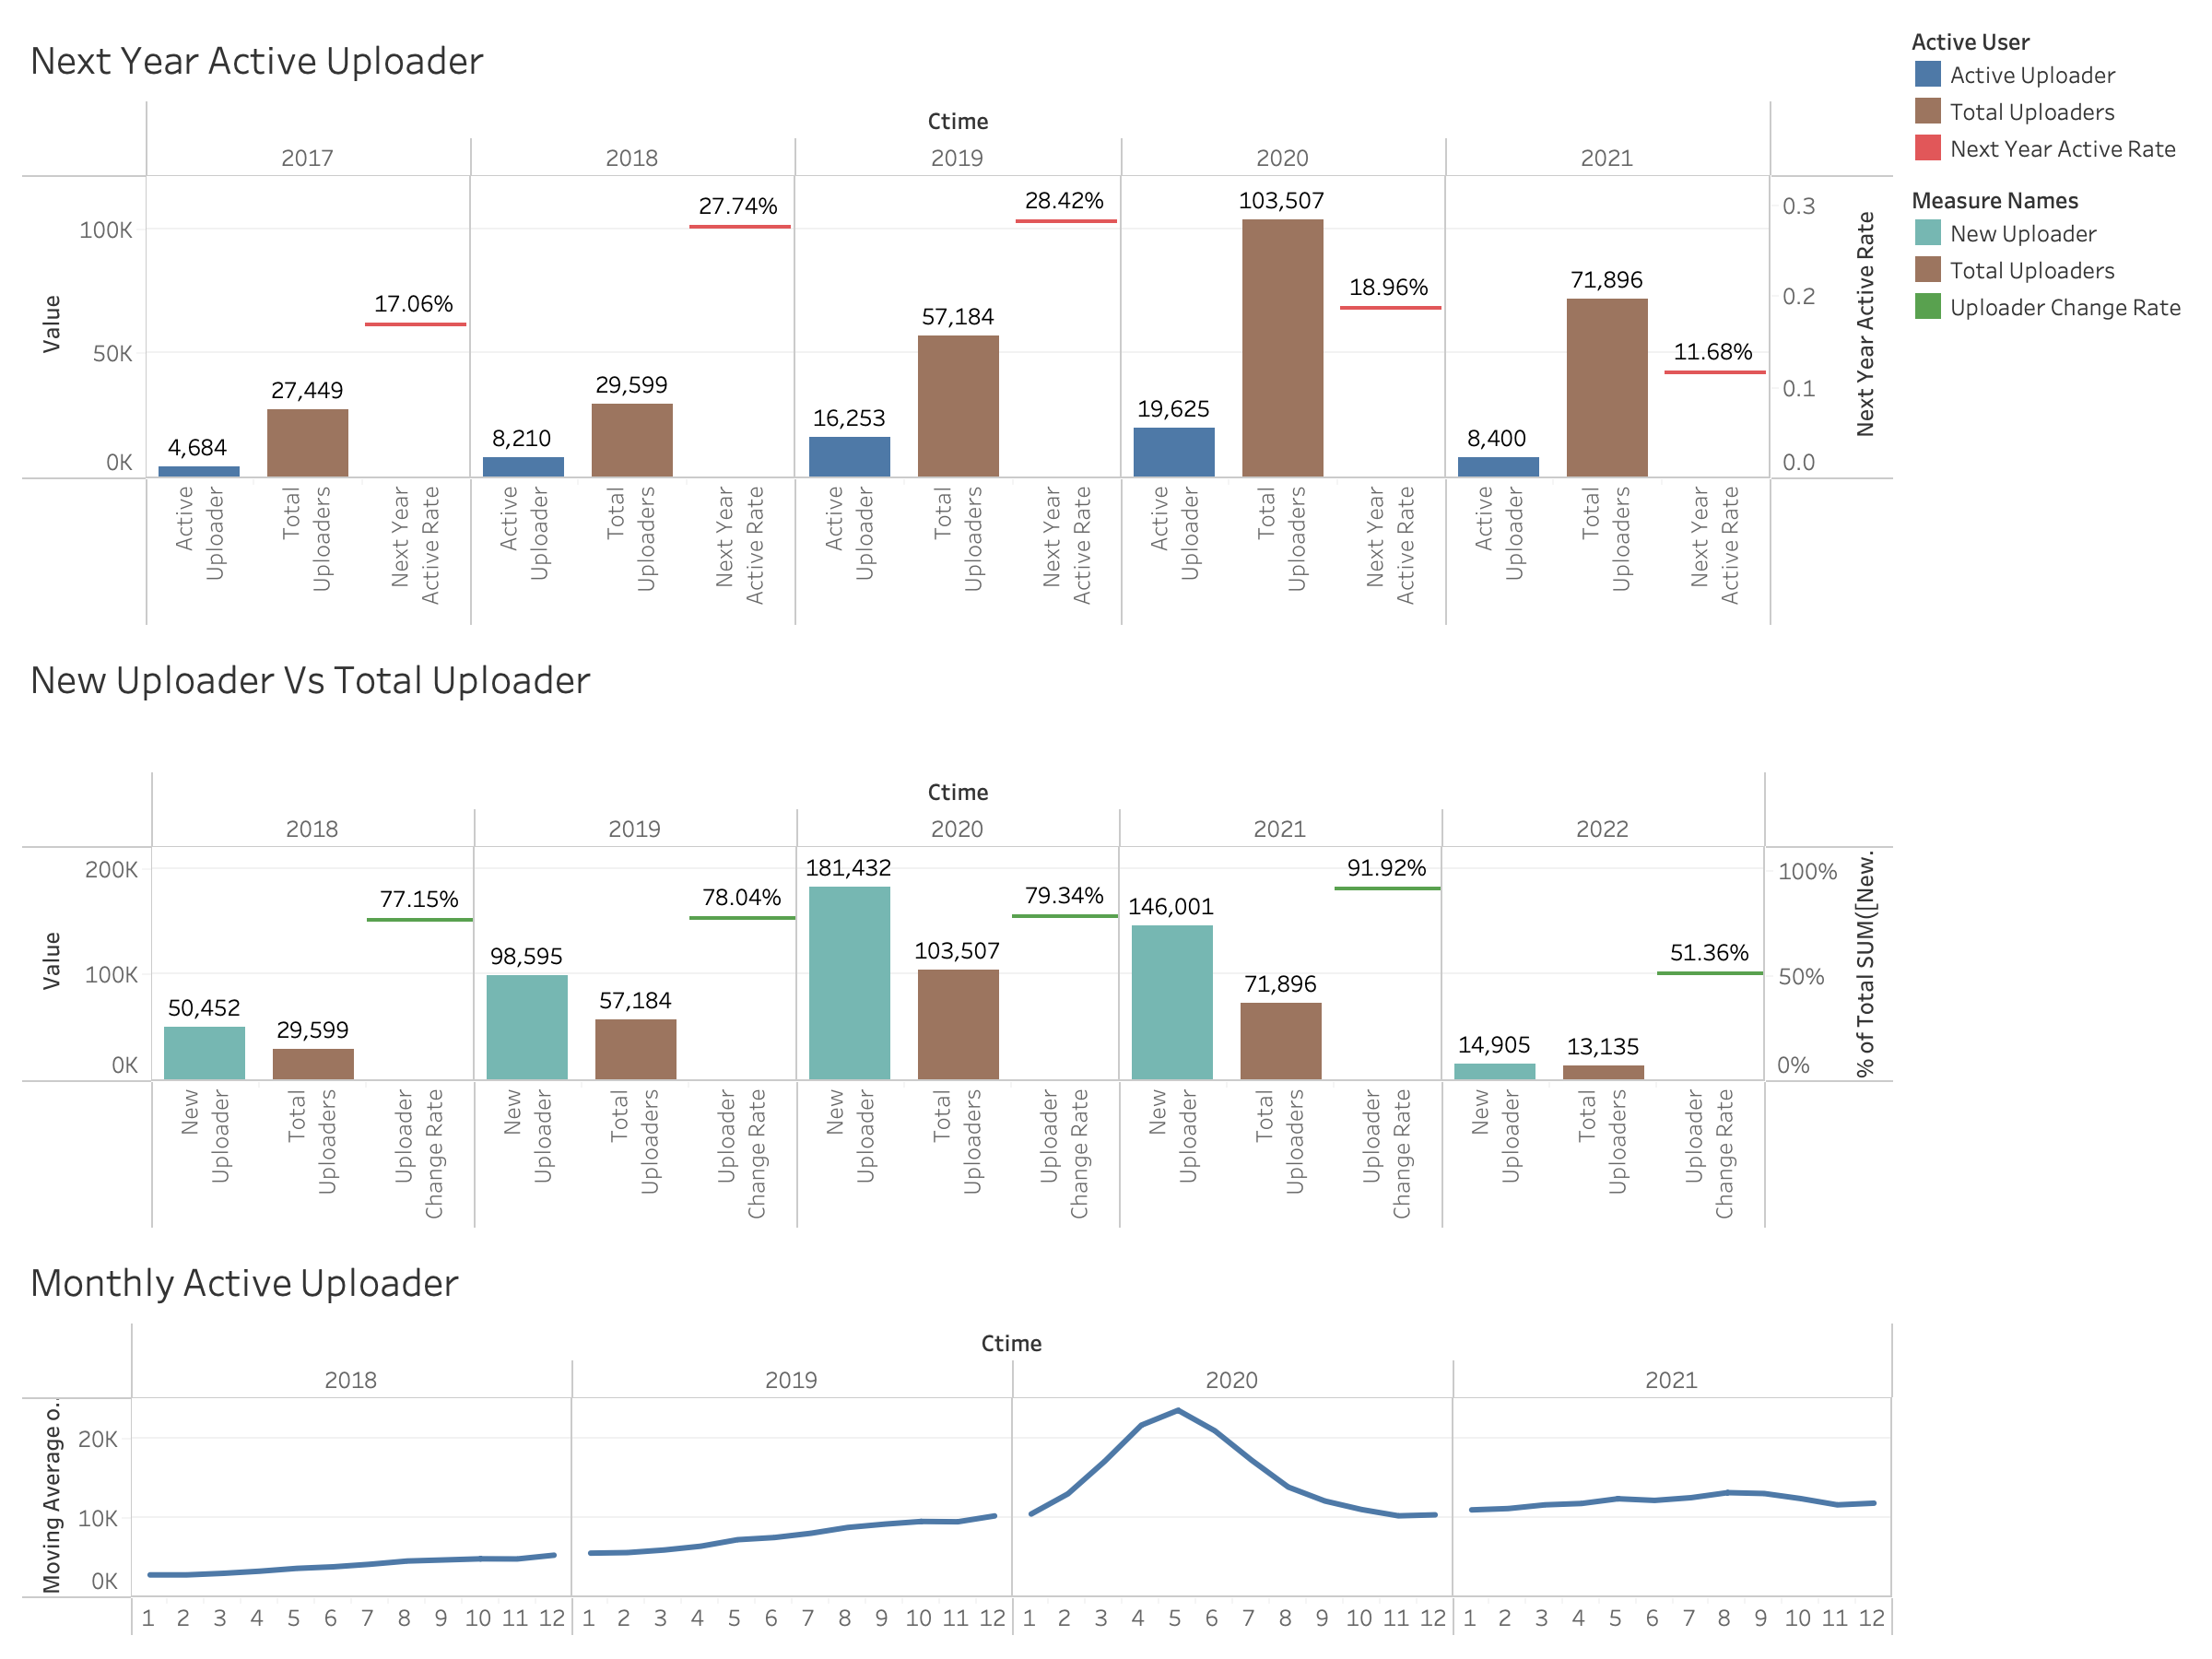 Next Year Active Uploader
Ctime
2017 2018 2019 2020 2021
Value
100K
50K
0K
4,684 27,449 17.06%
8,210 29,599 27.74%
16,253 57,184 28.42%
19,625 103,507 18.96%
8,400 71,896 11.68%
0.3
0.2
0.1
0.0
Next Year Active Rate
Active Uploader
Total Uploaders
Next Year Active Rate
Active Uploader
Total Uploaders
Next Year Active Rate
Active Uploader
Total Uploaders
Next Year Active Rate
Active Uploader
Total Uploaders
Next Year Active Rate
Active Uploader
Total Uploaders
Next Year Active Rate
Active User
Active Uploader
Total Uploaders
Next Year Active Rate
Measure Names
New Uploader
Total Uploaders
Uploader Change Rate
New Uploader Vs Total Uploader
Ctime
2018 2019 2020 2021 2022
Value
200K
100K
0K
50,452 29,599 77.15%
98,595 57,184 78.04%
181,432 103,507 79.34%
146,001 71,896 91.92%
14,905 13,135 51.36%
100%
50%
0%
% of Total SUM([New.
New Uploader
Total Uploaders
Uploader Change Rate
New Uploader
Total Uploaders
Uploader Change Rate
New Uploader
Total Uploaders
Uploader Change Rate
New Uploader
Total Uploaders
Uploader Change Rate
New Uploader
Total Uploaders
Uploader Change Rate
Monthly Active Uploader
Ctime
2018 2019 2020 2021
Moving Average o..
20K
10K
0K
1 2 3 4 5 6 7 8 9 10 11 12 1 2 3 4 5 6 7 8 9 10 11 12 1 2 3 4 5 6 7 8 9 10 11 12 1 2 3 4 5 6 7 8 9 10 11 12